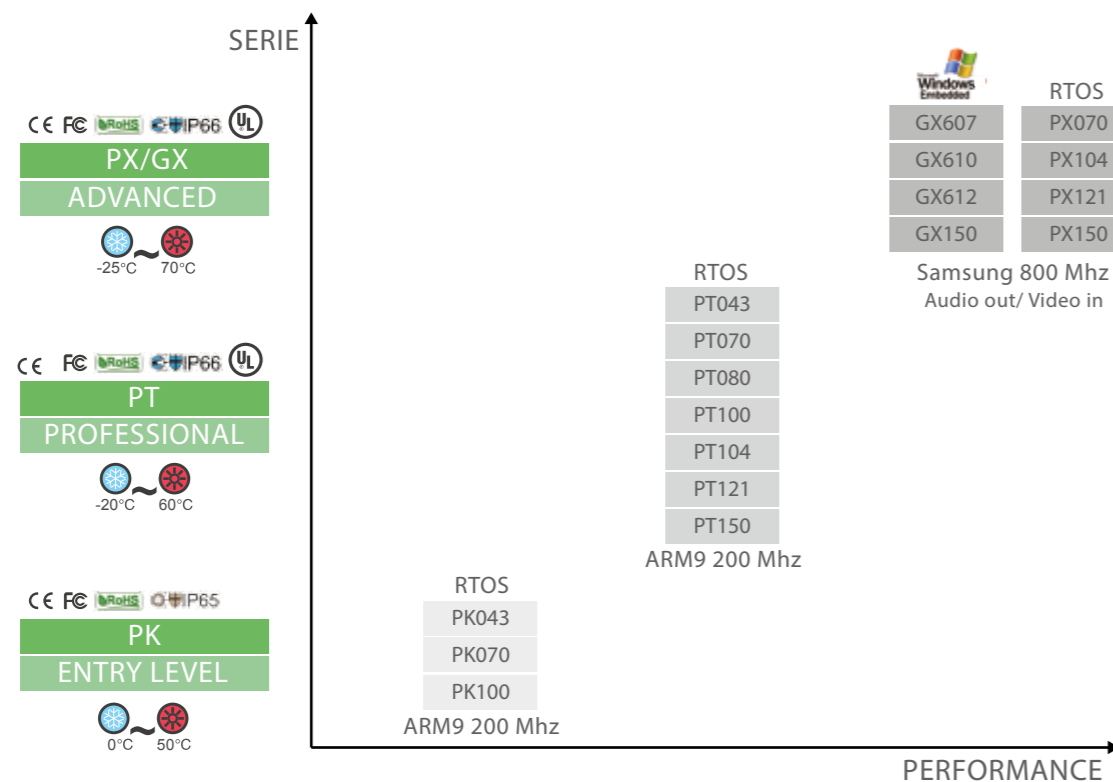 SERIE
Windows
Embedded
RTOS
CE FC RoHS IP66 UL
PX/GX
ADVANCED
-25°C ~ 70°C
GX607 PX070
GX610 PX104
GX612 PX121
GX150 PX150
Samsung 800 Mhz
Audio out/ Video in
CE FC RoHS IP66 UL
PT
PROFESSIONAL
-20°C ~ 60°C
RTOS
PT043
PT070
PT080
PT100
PT104
PT121
PT150
ARM9 200 Mhz
CE FC RoHS IP65
PK
ENTRY LEVEL
0°C ~ 50°C
RTOS
PK043
PK070
PK100
ARM9 200 Mhz
PERFORMANCE